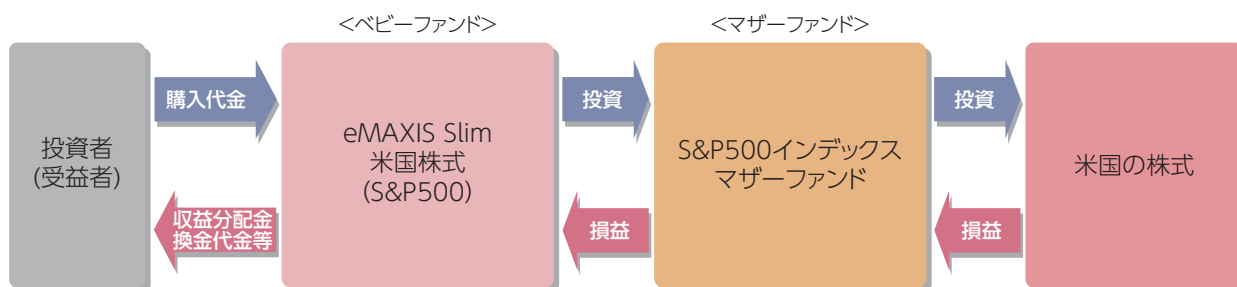 <ベビーファンド>
<マザーファンド>
購入代金
投資
投資
投資者
(受益者)
eMAXIS Slim
米国株式
(S&P500)
S&P500インデックス
マザーファンド
米国の株式
収益分配金
換金代金等
損益
損益